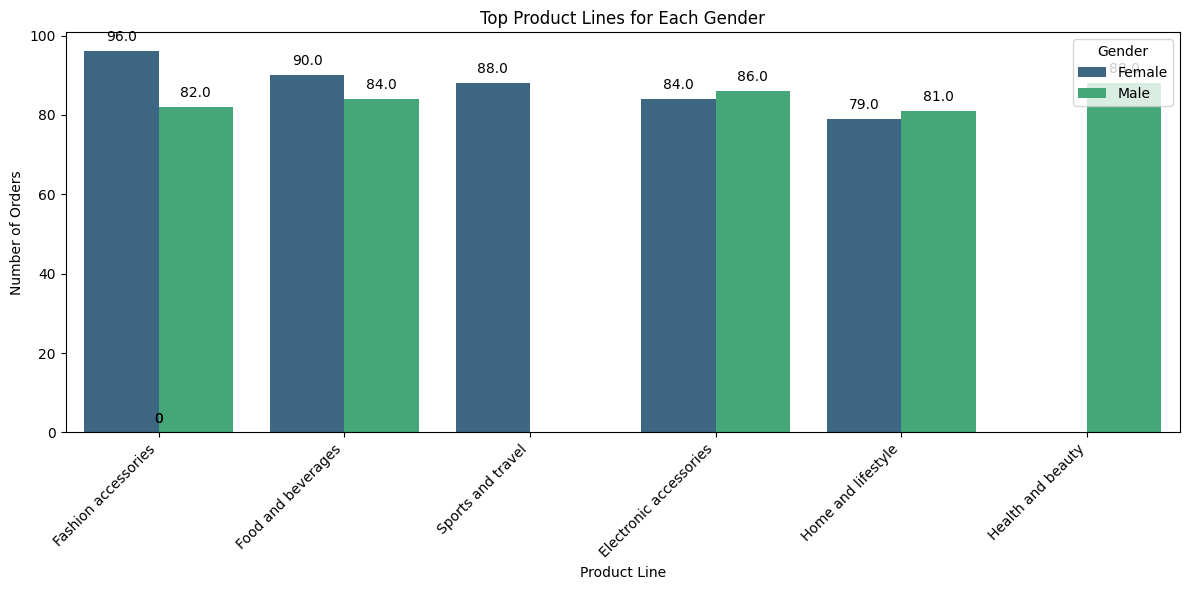 Top Product Lines for Each Gender
Number of Orders
100
80
60
40
20
0
96.0
82.0
90.0
84.0
88.0
84.0
86.0
79.0
81.0
88.0
0
Gender
Female
Male
Fashion accessories
Food and beverages
Sports and travel
Electronic accessories
Home and lifestyle
Health and beauty
Product Line